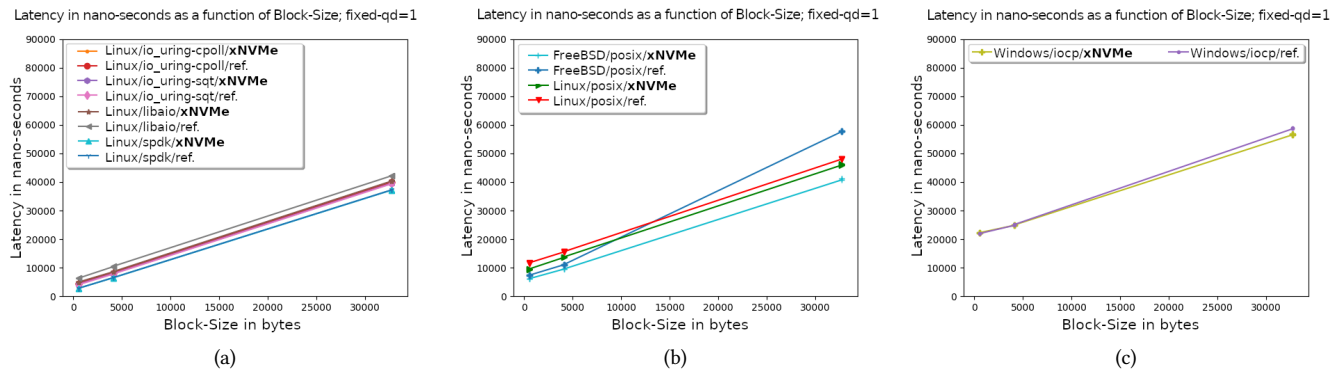 Latency in nano-seconds as a function of Block-Size; fixed-qd=1
90000
80000
70000
60000
50000
40000
30000
20000
10000
0
Latency in nano-seconds
Linux/io_uring-cpoll/xNVMe
Linux/io_uring-cpoll/ref.
Linux/io_uring-sqt/xNVMe
Linux/io_uring-sqt/ref.
Linux/libaio/xNVMe
Linux/libaio/ref.
Linux/spdk/xNVMe
Linux/spdk/ref.
0 5000 10000 15000 20000 25000 30000
Block-Size in bytes
(a)
Latency in nano-seconds as a function of Block-Size; fixed-qd=1
90000
80000
70000
60000
50000
40000
30000
20000
10000
0
Latency in nano-seconds
FreeBSD/posix/xNVMe
FreeBSD/posix/ref.
Linux/posix/xNVMe
Linux/posix/ref.
0 5000 10000 15000 20000 25000 30000
Block-Size in bytes
(b)
Latency in nano-seconds as a function of Block-Size; fixed-qd=1
90000
80000
70000
60000
50000
40000
30000
20000
10000
0
Latency in nano-seconds
Windows/iocp/xNVMe Windows/iocp/ref.
0 5000 10000 15000 20000 25000 30000
Block-Size in bytes
(c)